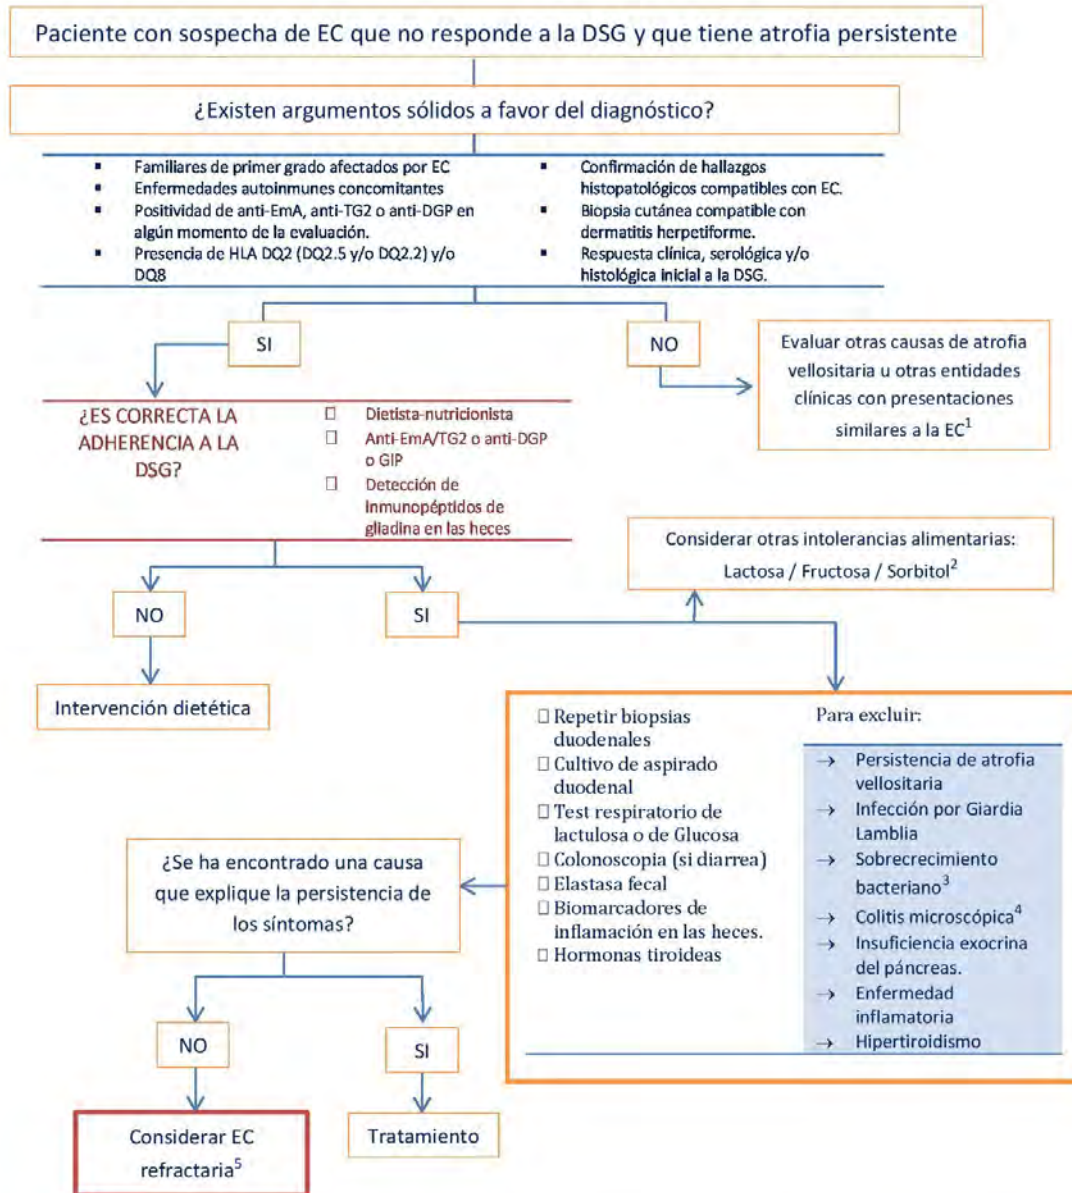 Paciente con sospecha de EC que no responde a la DSG y que tiene atrofia persistente
¿Existen argumentos sólidos a favor del diagnóstico?
▪ Familiares de primer grado afectados por EC
▪ Enfermedades autoinmunes concomitantes
▪ Positividad de anti-EmA, anti-TG2 o anti-DGP en
algún momento de la evaluación.
▪ Presencia de HLA DQ2 (DQ2.5 y/o DQ2.2) y/o
DQ8
▪ Confirmación de hallazgos
histopatológicos compatibles con EC.
▪ Biopsia cutánea compatible con
dermatitis herpetiforme.
▪ Respuesta clínica, serológica y/o
histológica inicial a la DSG.
SI
NO
Evaluar otras causas de atrofia
vellositaria u otras entidades
clínicas con presentaciones
similares a la EC¹
¿ES CORRECTA LA
ADHERENCIA A LA
DSG?
□ Dietista-nutricionista
□ Anti-EmA/TG2 o anti-DGP
o GIP
□ Detección de
inmunopéptidos de
gliadina en las heces
Considerar otras intolerancias alimentarias:
Lactosa / Fructosa / Sorbitol²
NO
SI
Intervención dietética
□ Repetir biopsias
duodenales
□ Cultivo de aspirado
duodenal
□ Test respiratorio de
lactulosa o de Glucosa
□ Colonoscopia (si diarrea)
□ Elastasa fecal
□ Biomarcadores de
inflamación en las heces.
□ Hormonas tiroideas
Para excluir:
→ Persistencia de atrofia
vellositaria
→ Infección por Giardia
Lamblia
→ Sobrecrecimiento
bacteriano³
→ Colitis microscópica⁴
→ Insuficiencia exocrina
del páncreas.
→ Enfermedad
inflamatoria
→ Hipertiroidismo
¿Se ha encontrado una causa
que explique la persistencia de
los síntomas?
NO
SI
Considerar EC
refractaria⁵
Tratamiento